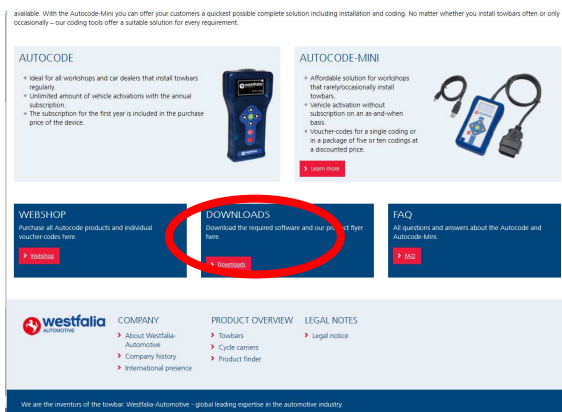 available. With the Autocode-Mini you can offer your customers a quickest possible complete solution including installation and coding. No matter whether you install towbars often or only
occasionally – our coding tools offer a suitable solution for every requirement.
AUTOCODE
Ideal for all workshops and car dealers that install towbars
regularly.
Unlimited amount of vehicle activations with the annual
subscription.
The subscription for the first year is included in the purchase
price of the device.
AUTOCODE-MINI
Affordable solution for workshops
that rarely/occasionally install
towbars.
Vehicle activation without
subscription on an as-and-when
basis.
Voucher-codes for a single coding or
in a package of five or ten codings at
a discounted price.
Learn more
WEBSHOP
Purchase all Autocode products and individual
voucher-codes here.
Webshop
DOWNLOADS
Download the required software and our product flyer
here.
Downloads
FAQ
All questions and answers about the Autocode and
Autocode-Mini.
FAQ
westfalia
AUTOMOTIVE
COMPANY
About Westfalia-
Automotive
Company history
International presence
PRODUCT OVERVIEW
Towbars
Cycle carriers
Product finder
LEGAL NOTES
Legal notice
We are the inventors of the towbar. Westfalia-Automotive - global leading expertise in the automotive industry.